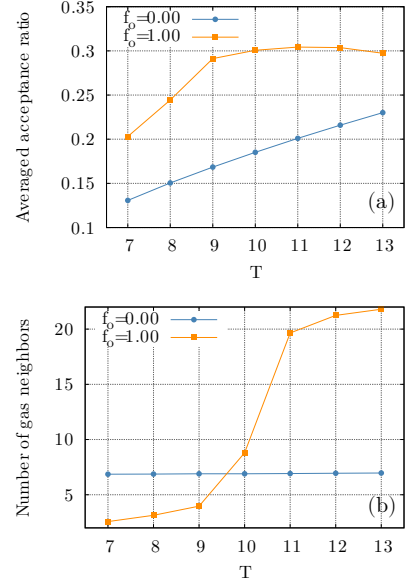 Averaged acceptance ratio
f_o=0.00
f_o=1.00
0.35
0.3
0.25
0.2
0.15
0.1
7 8 9 10 11 12 13
(a)
T
Number of gas neighbors
f_o=0.00
f_o=1.00
20
15
10
5
7 8 9 10 11 12 13
(b)
T